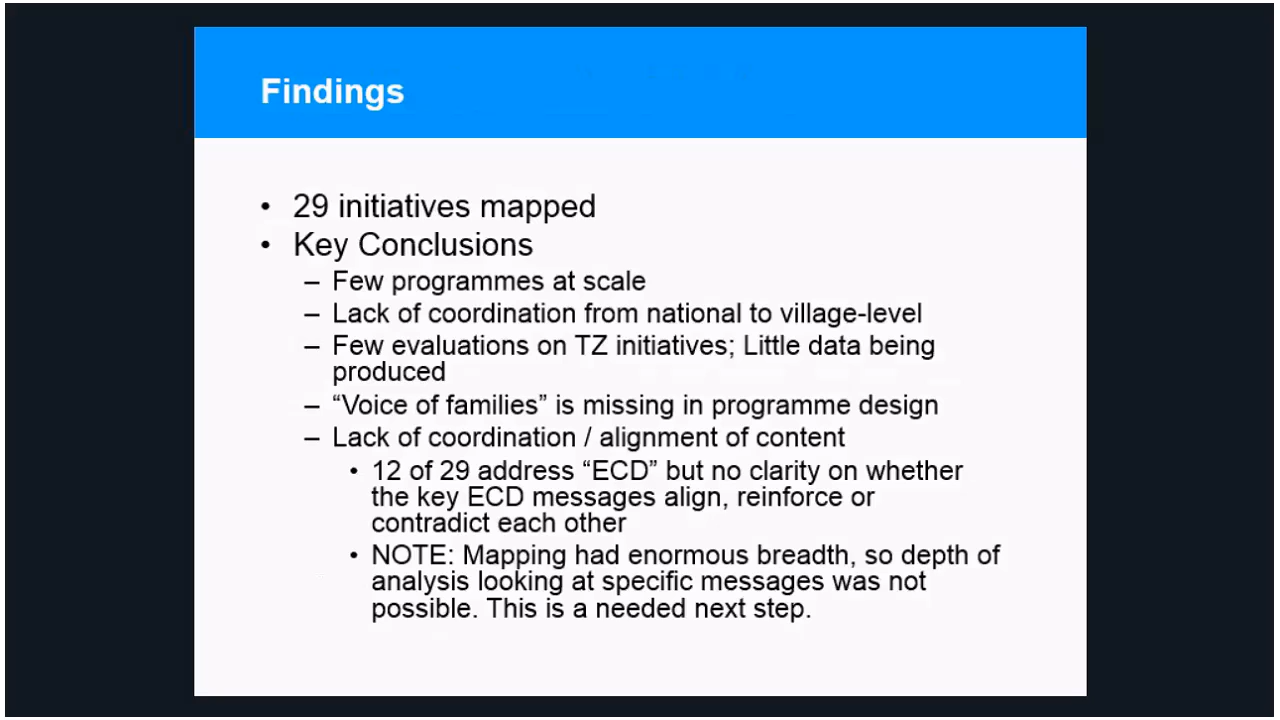 Findings
• 29 initiatives mapped
• Key Conclusions
– Few programmes at scale
– Lack of coordination from national to village-level
– Few evaluations on TZ initiatives; Little data being
produced
– “Voice of families” is missing in programme design
– Lack of coordination / alignment of content
• 12 of 29 address “ECD” but no clarity on whether
the key ECD messages align, reinforce or
contradict each other
• NOTE: Mapping had enormous breadth, so depth of
analysis looking at specific messages was not
possible. This is a needed next step.